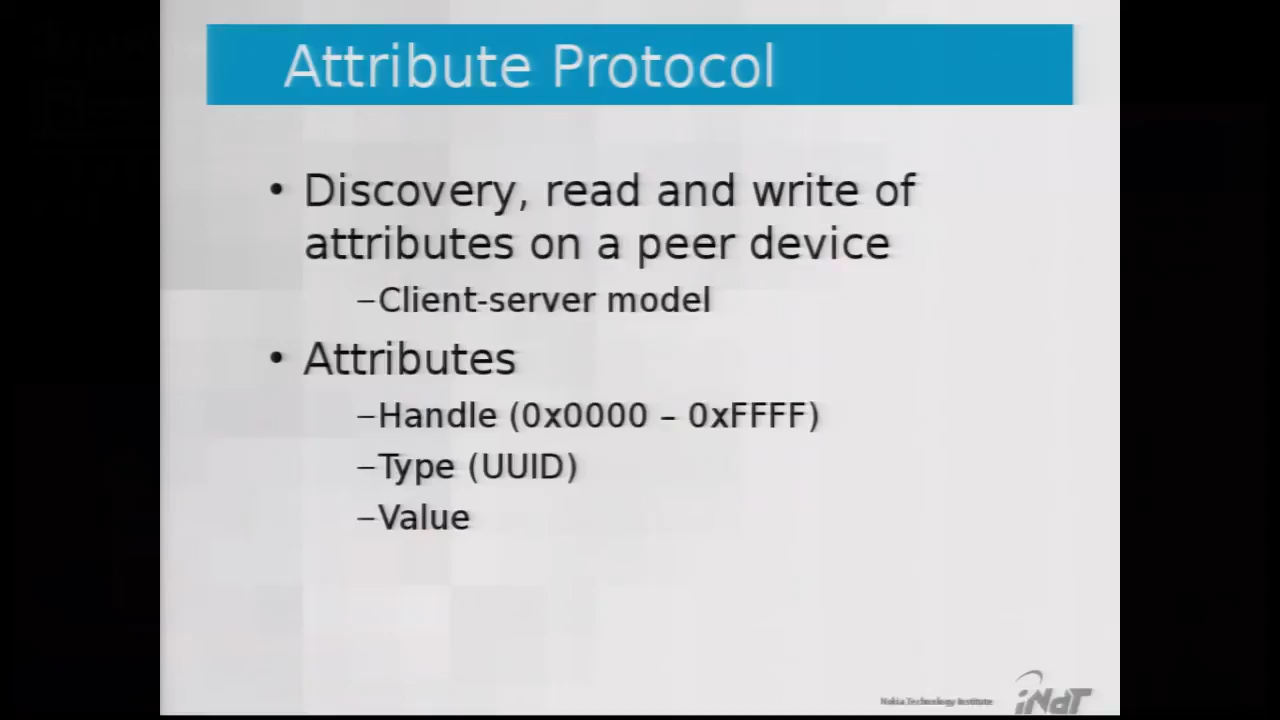 Attribute Protocol
• Discovery, read and write of
attributes on a peer device
–Client-server model
• Attributes
–Handle (0x0000 – 0xFFFF)
–Type (UUID)
–Value
Nokia Technology Institute
iNdT